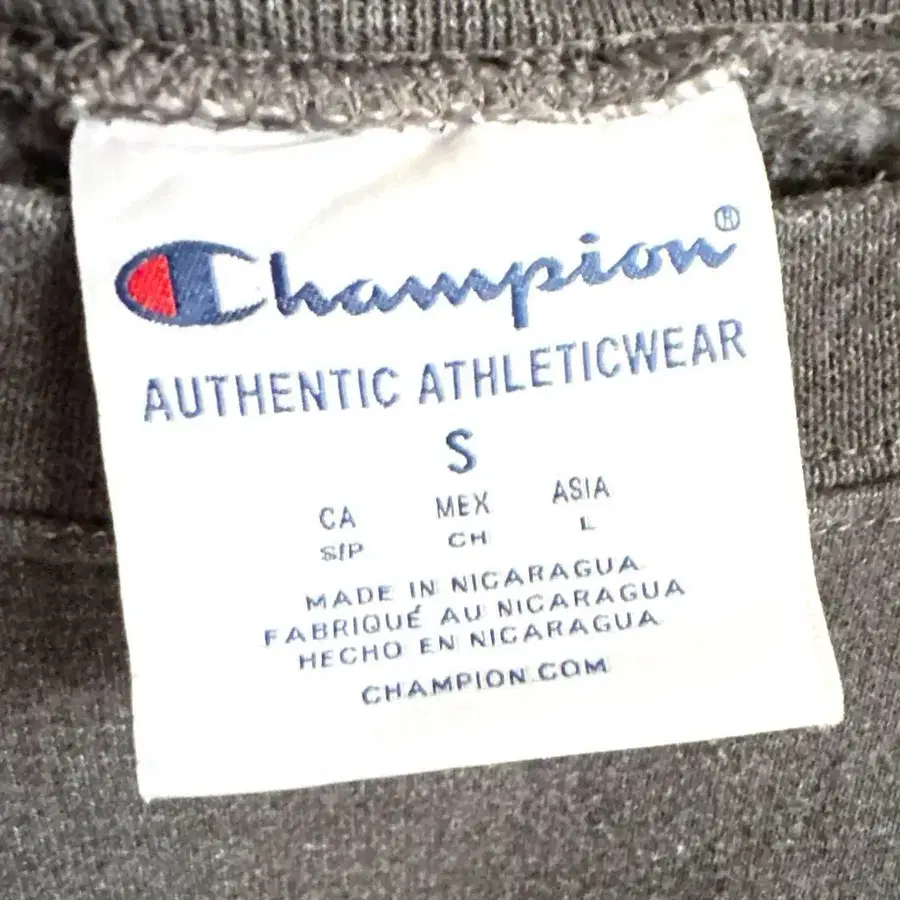 Champion®
AUTHENTIC ATHLETICWEAR
S
CA MEX ASIA
S/P CH L
MADE IN NICARAGUA
FABRIQUÉ AU NICARAGUA
HECHO EN NICARAGUA
CHAMPION.COM